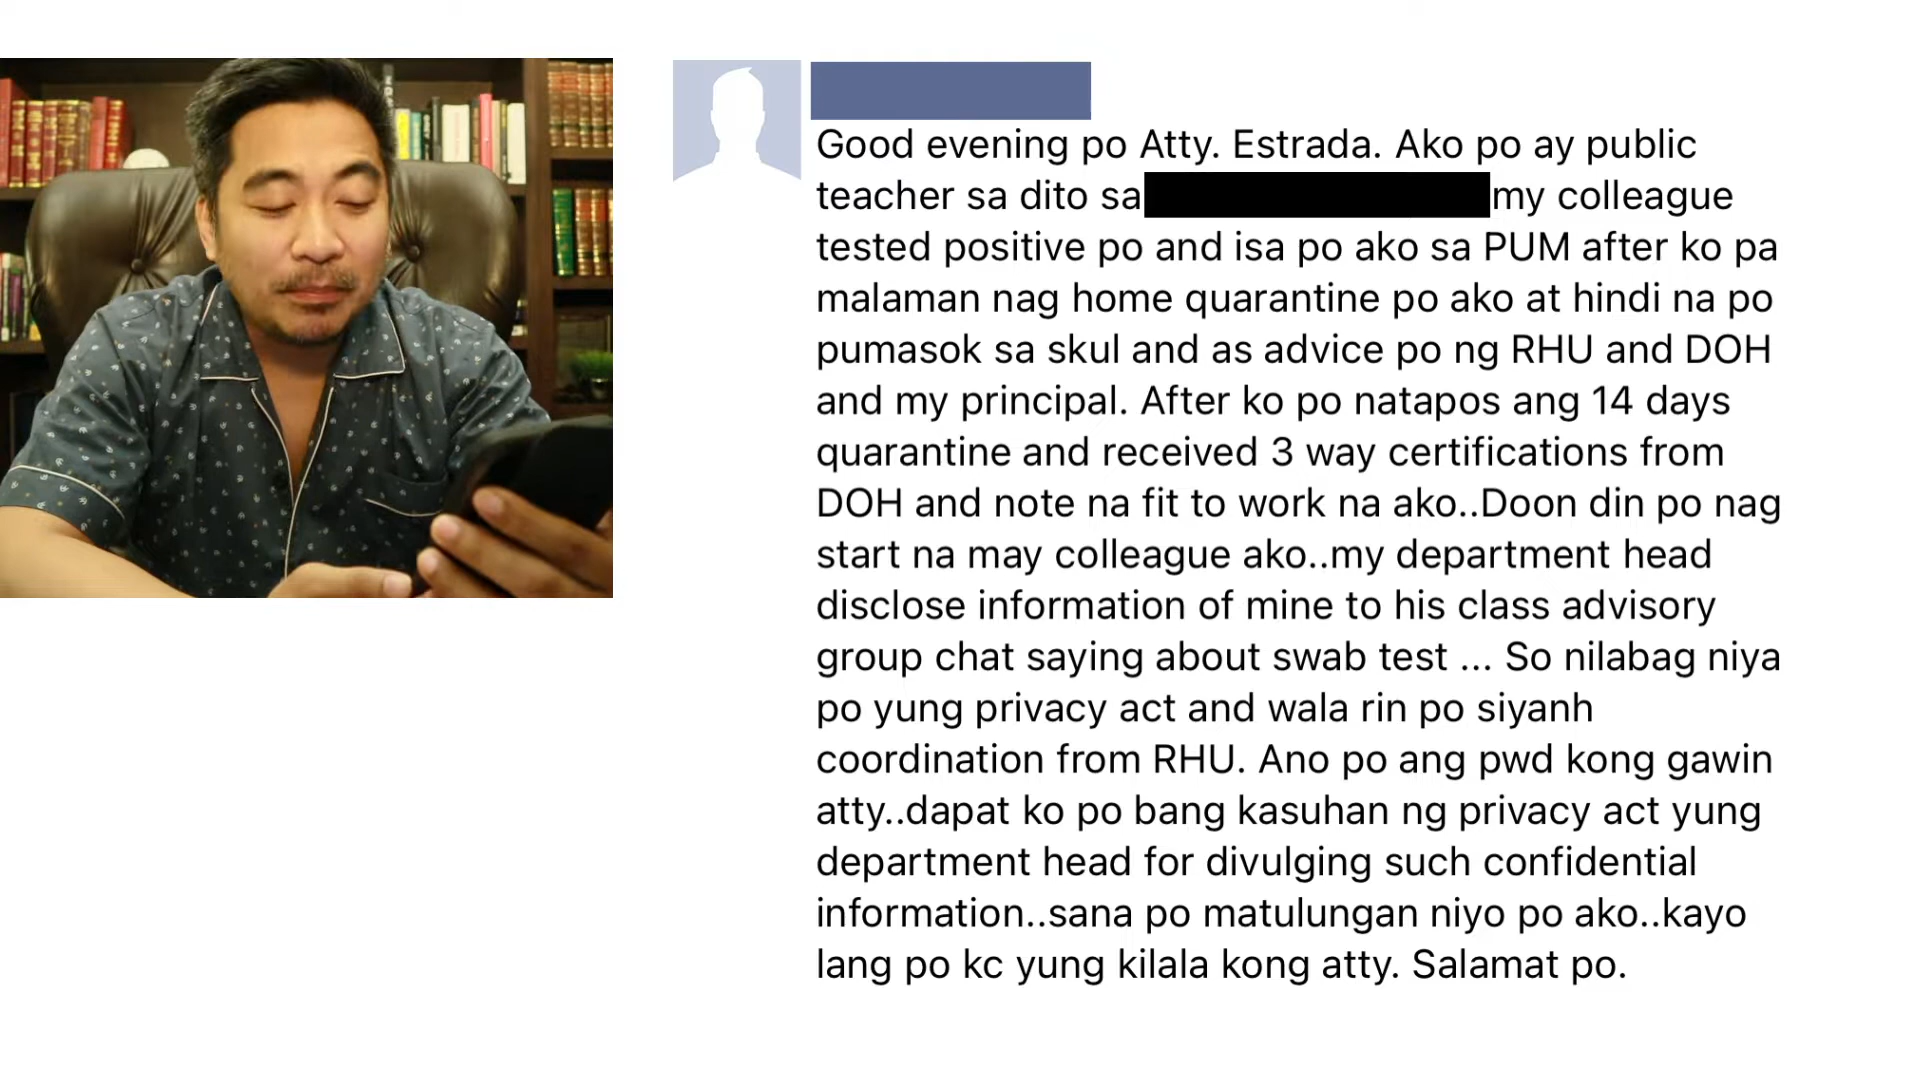 Good evening po Atty. Estrada. Ako po ay public
teacher sa dito sa my colleague
tested positive po and isa po ako sa PUM after ko pa
malaman nag home quarantine po ako at hindi na po
pumasok sa skul and as advice po ng RHU and DOH
and my principal. After ko po natapos ang 14 days
quarantine and received 3 way certifications from
DOH and note na fit to work na ako..Doon din po nag
start na may colleague ako..my department head
disclose information of mine to his class advisory
group chat saying about swab test ... So nilabag niya
po yung privacy act and wala rin po siyanh
coordination from RHU. Ano po ang pwd kong gawin
atty..dapat ko po bang kasuhan ng privacy act yung
department head for divulging such confidential
information..sana po matulungan niyo po ako..kayo
lang po kc yung kilala kong atty. Salamat po.